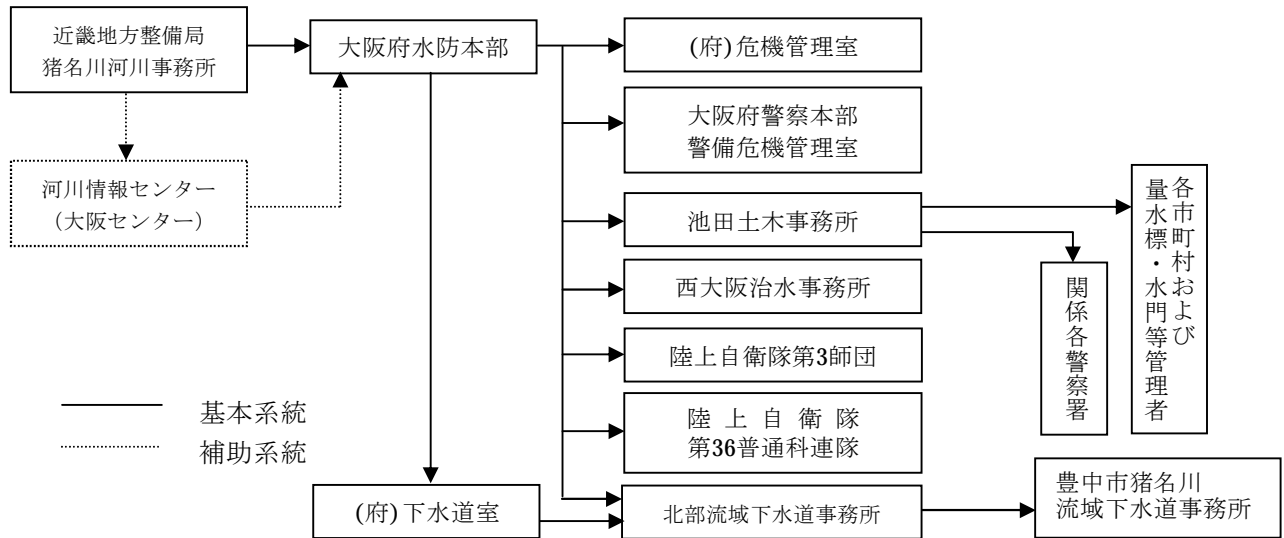 近畿地方整備局
猪名川河川事務所
大阪府水防本部
(府)危機管理室
大阪府警察本部
警備危機管理室
河川情報センター
（大阪センター）
池田土木事務所
各市町村および
量水標・水門等管理者
関係各警察署
西大阪治水事務所
陸上自衛隊第3師団
陸上自衛隊
第36普通科連隊
基本系統
補助系統
(府)下水道室
北部流域下水道事務所
豊中市猪名川
流域下水道事務所